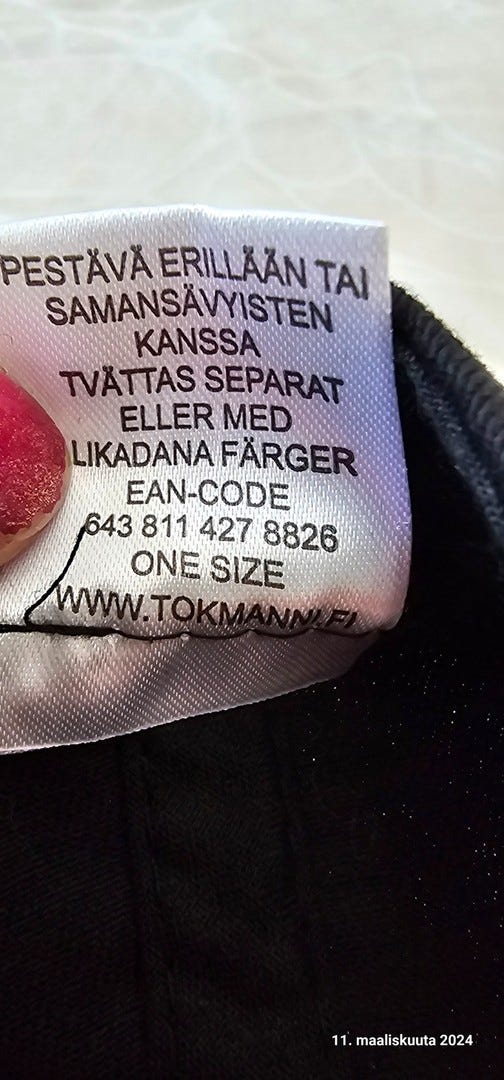 PESTÄVÄ ERILLÄÄN TAI
SAMANSÄVYISTEN
KANSSA
TVÄTTAS SEPARAT
ELLER MED
LIKADANA FÄRGER
EAN-CODE
643 811 427 8826
ONE SIZE
WWW.TOKMANNI.FI
11. maaliskuuta 2024